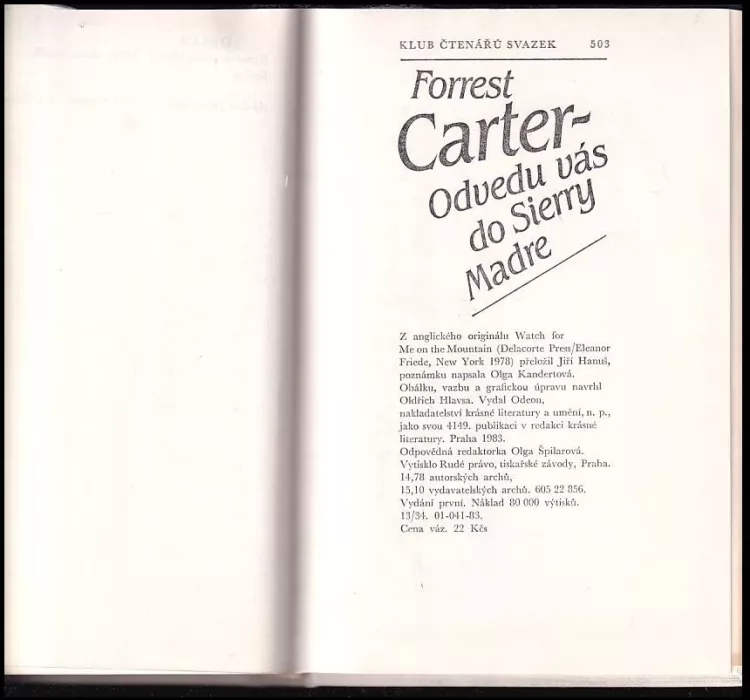 KLUB ČTENÁŘŮ SVAZEK 503
Forrest
Carter-
Odvedu vás
do Sierry
Madre
Z anglického originálu Watch for
Me on the Mountain (Delacorte Press/Eleanor
Friede, New York 1978) přeložil Jiří Hanuš,
poznámku napsala Olga Kandertová.
Obálku, vazbu a grafickou úpravu navrhl
Oldřich Hlavsa. Vydal Odeon,
nakladatelství krásné literatury a umění, n. p.,
jako svou 4149. publikaci v redakci krásné
literatury. Praha 1983.
Odpovědná redaktorka Olga Špilarová.
Vytisklo Rudé právo, tiskařské závody, Praha.
14,78 autorských archů,
15,10 vydavatelských archů. 605 22 856.
Vydání první. Náklad 80 000 výtisků.
13/34. 01-041-83.
Cena váz. 22 Kčs